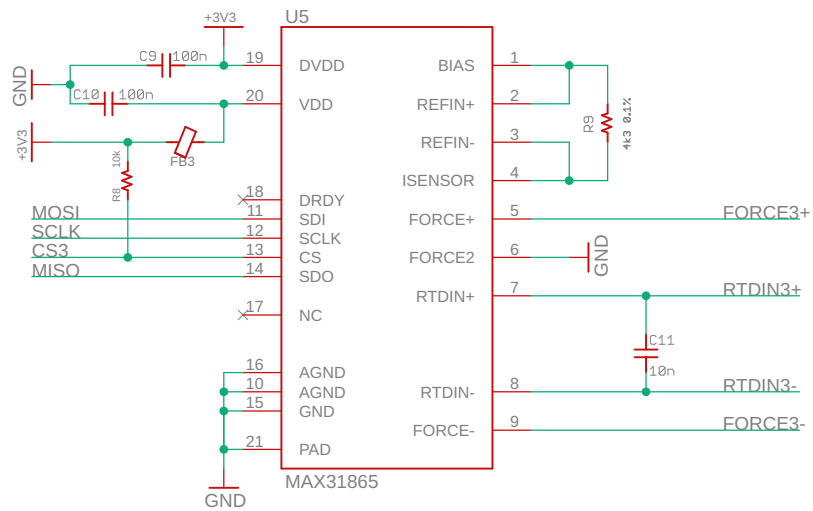 +3V3
U5
C9 100n
19 DVDD
BIAS 1
GND
C10 100n
20 VDD
REFIN+ 2
R9
4k3 0.1%
+3V3
REFIN- 3
10k
FB3
ISENSOR 4
R8
18 DRDY
MOSI
11 SDI
FORCE+ 5
FORCE3+
SCLK
12 SCLK
CS3
13 CS
FORCE2 6
GND
MISO
14 SDO
RTDIN+ 7
RTDIN3+
17 NC
C11
10n
16 AGND
10 AGND
RTDIN- 8
RTDIN3-
15 GND
FORCE- 9
FORCE3-
21 PAD
GND
MAX31865